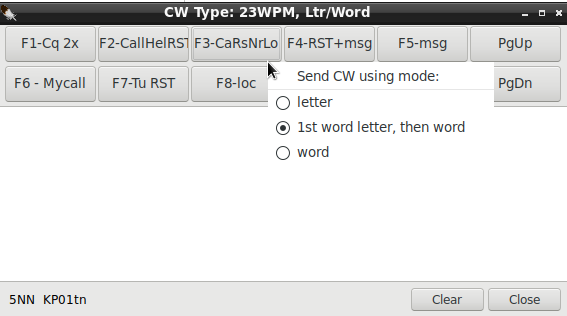 CW Type: 23WPM, Ltr/Word
F1-Cq 2x F2-CallHelRST F3-CaRsNrLo F4-RST+msg F5-msg PgUp
Send CW using mode:
F6 - Mycall F7-Tu RST F8-loc PgDn
letter
1st word letter, then word
word
5NN KP01tn Clear Close